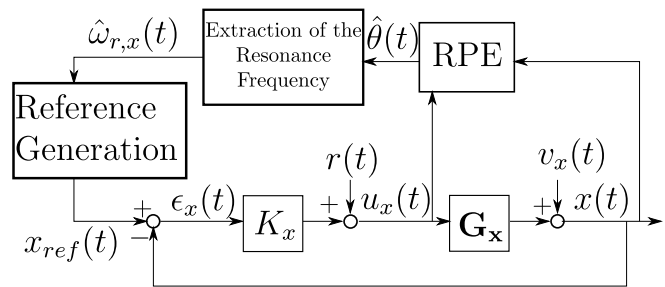 ω̂_{r,x}(t)
Extraction of the
Resonance
Frequency
θ̂(t)
RPE
Reference
Generation
r(t)
v_x(t)
+
ϵ_x(t)
K_x
+
u_x(t)
G_x
+
x(t)
x_{ref}(t)
−